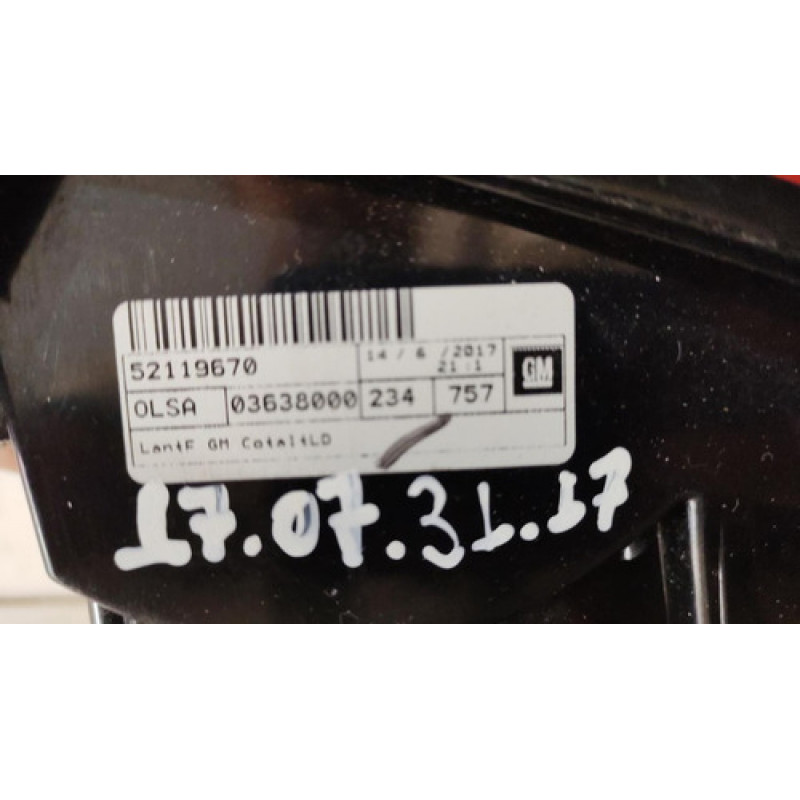 52119670 14 / 6 / 2017
21:1
GM
OLSA 03638000 234 757
LantF GM CobaltLD
17.07.31.17